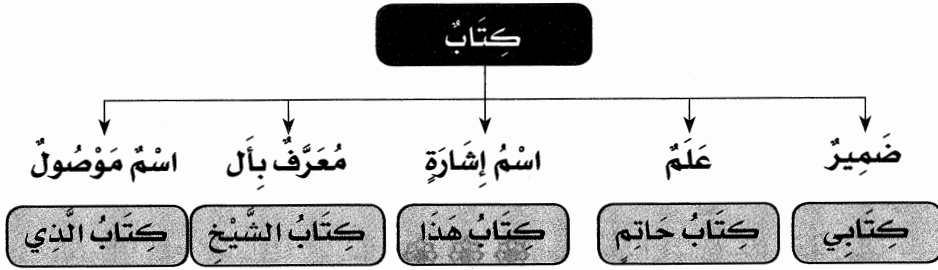 كِتَابٌ
ضَمِيرٌ عَلَمٌ اسْمُ إِشَارَةٍ مُعَرَّفٌ بِأَل اسْمٌ مَوْصُولٌ
كِتَابِي كِتَابُ حَاتِمٍ كِتَابُ هَذَا كِتَابُ الشَّيْخِ كِتَابُ الَّذِي